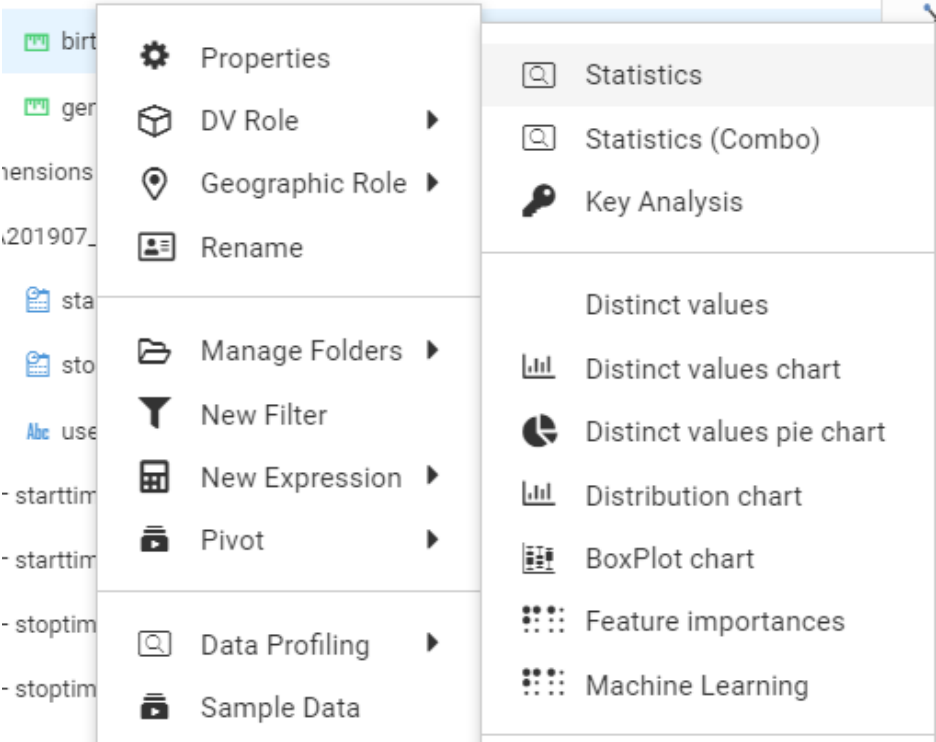 birt
ger
nensions
201907_
sta
sto
Abc use
- starttim
- starttim
- stoptim
- stoptim
Properties
DV Role
Geographic Role
Rename
Manage Folders
New Filter
New Expression
Pivot
Data Profiling
Sample Data
Statistics
Statistics (Combo)
Key Analysis
Distinct values
Distinct values chart
Distinct values pie chart
Distribution chart
BoxPlot chart
Feature importances
Machine Learning